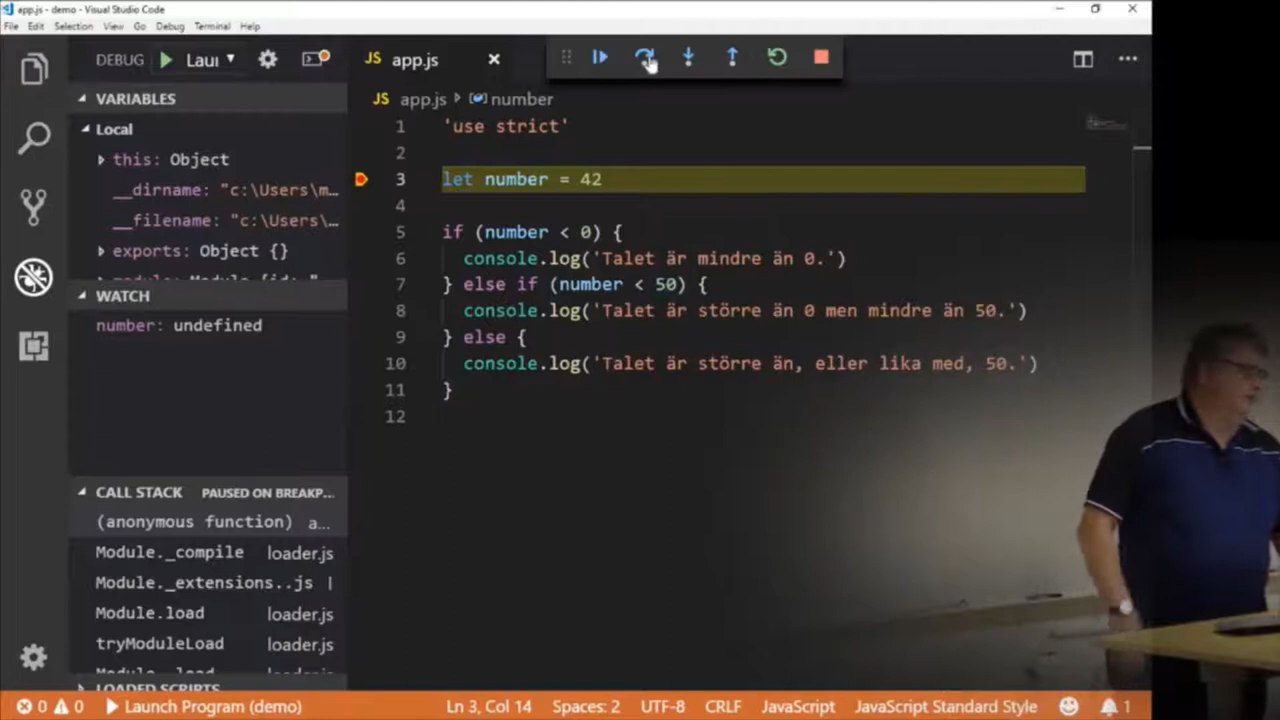 app.js - demo - Visual Studio Code
File Edit Selection View Go Debug Terminal Help
DEBUG Laui
JS app.js
VARIABLES
Local
this: Object
__dirname: "c:\Users\m…
__filename: "c:\Users\…
exports: Object {}
WATCH
number: undefined
CALL STACK PAUSED ON BREAKP…
(anonymous function) a…
Module._compile loader.js
Module._extensions..js
Module.load loader.js
tryModuleLoad loader.js
Module._load loader.js
LOADED SCRIPTS
JS app.js number
1 'use strict'
2
3 let number = 42
4
5 if (number < 0) {
6 console.log('Talet är mindre än 0.')
7 } else if (number < 50) {
8 console.log('Talet är större än 0 men mindre än 50.')
9 } else {
10 console.log('Talet är större än, eller lika med, 50.')
11 }
12
0 0 Launch Program (demo) Ln 3, Col 14 Spaces: 2 UTF-8 CRLF JavaScript JavaScript Standard Style 1